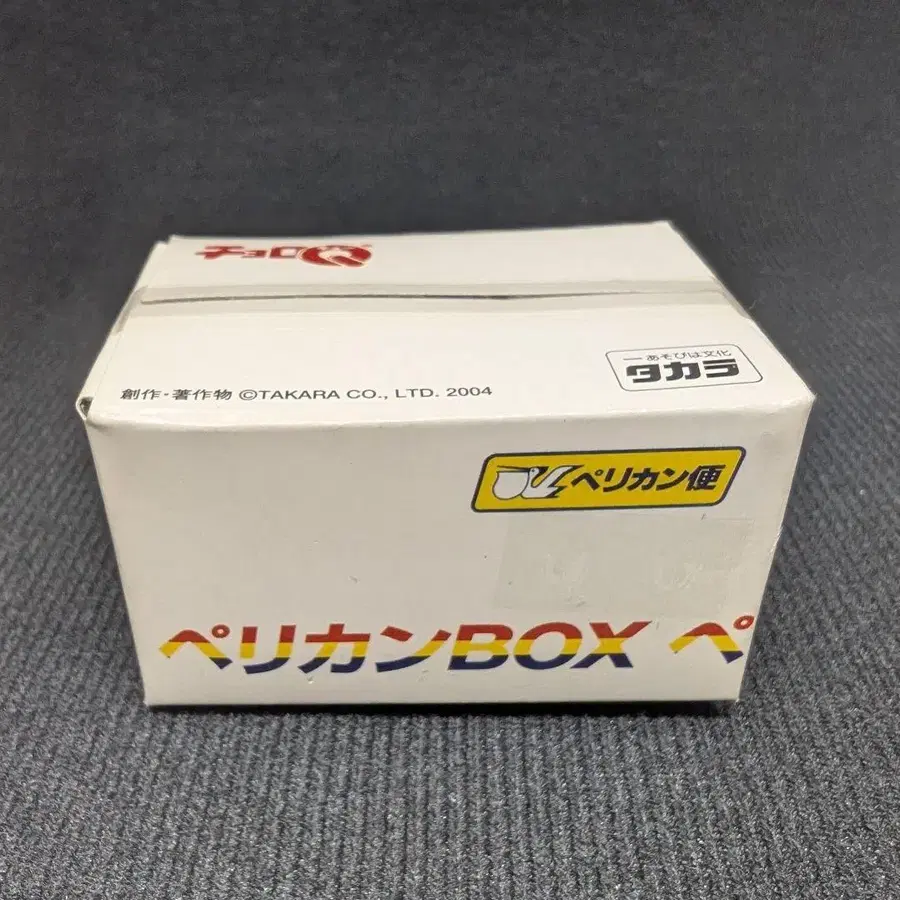 チョロQ
創作・著作物 ©TAKARA CO., LTD. 2004
あそびは文化
タカラ
ペリカン便
ペリカンBOX ペ